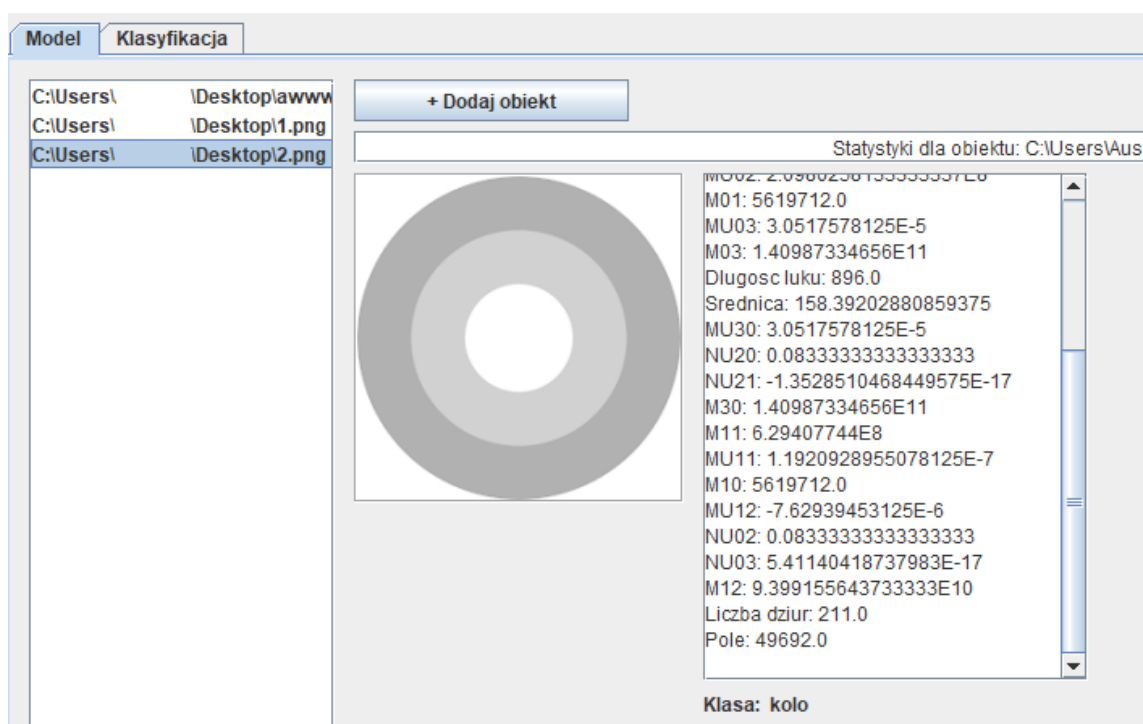 Model Klasyfikacja
C:\Users\ \Desktop\awww
C:\Users\ \Desktop\1.png
C:\Users\ \Desktop\2.png
+ Dodaj obiekt
Statystyki dla obiektu: C:\Users\Aus
M01: 5619712.0
MU03: 3.0517578125E-5
M03: 1.40987334656E11
Dlugosc luku: 896.0
Srednica: 158.39202880859375
MU30: 3.0517578125E-5
NU20: 0.08333333333333333
NU21: -1.3528510468449575E-17
M30: 1.40987334656E11
M11: 6.29407744E8
MU11: 1.1920928955078125E-7
M10: 5619712.0
MU12: -7.62939453125E-6
NU02: 0.08333333333333333
NU03: 5.41140418737983E-17
M12: 9.399155643733333E10
Liczba dziur: 211.0
Pole: 49692.0
Klasa: kolo